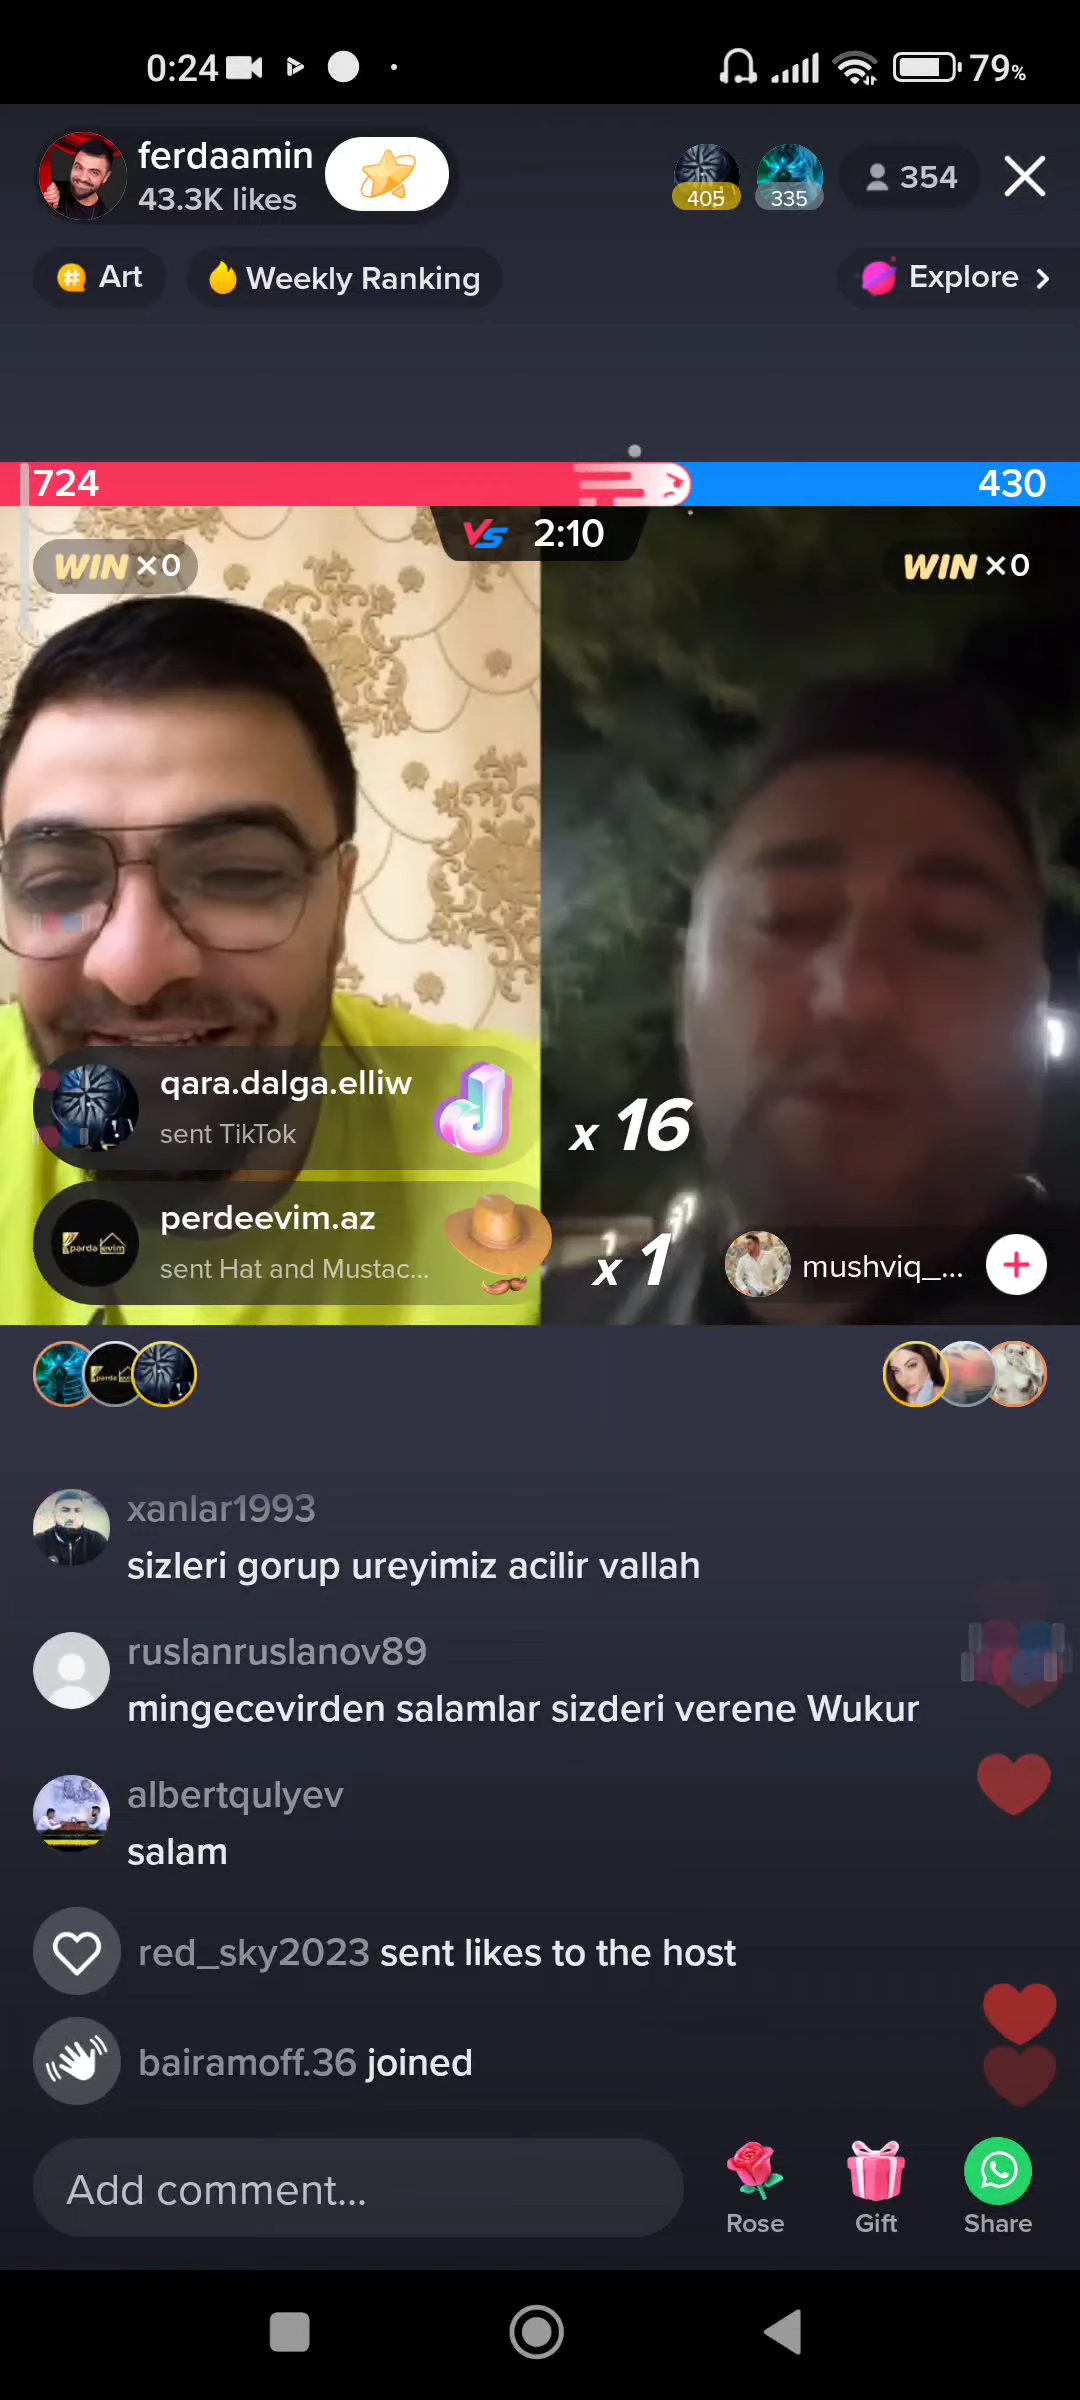 0:24
79%
ferdaamin
43.3K likes
405
335
354
Art
Weekly Ranking
Explore
724
430
VS 2:10
WIN ×0
WIN ×0
qara.dalga.elliw
sent TikTok
x 16
perdeevim.az
sent Hat and Mustac...
x 1
mushviq_...
xanlar1993
sizleri gorup ureyimiz acilir vallah
ruslanruslanov89
mingecevirden salamlar sizderi verene Wukur
albertqulyev
salam
red_sky2023 sent likes to the host
bairamoff.36 joined
Add comment...
Rose
Gift
Share